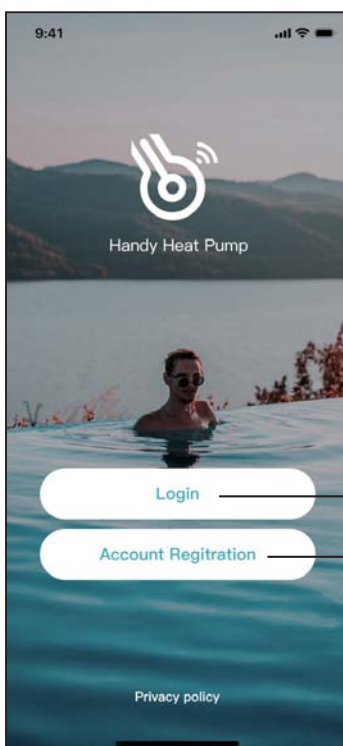 9:41
Handy Heat Pump
Login
Account Regitration
Privacy policy